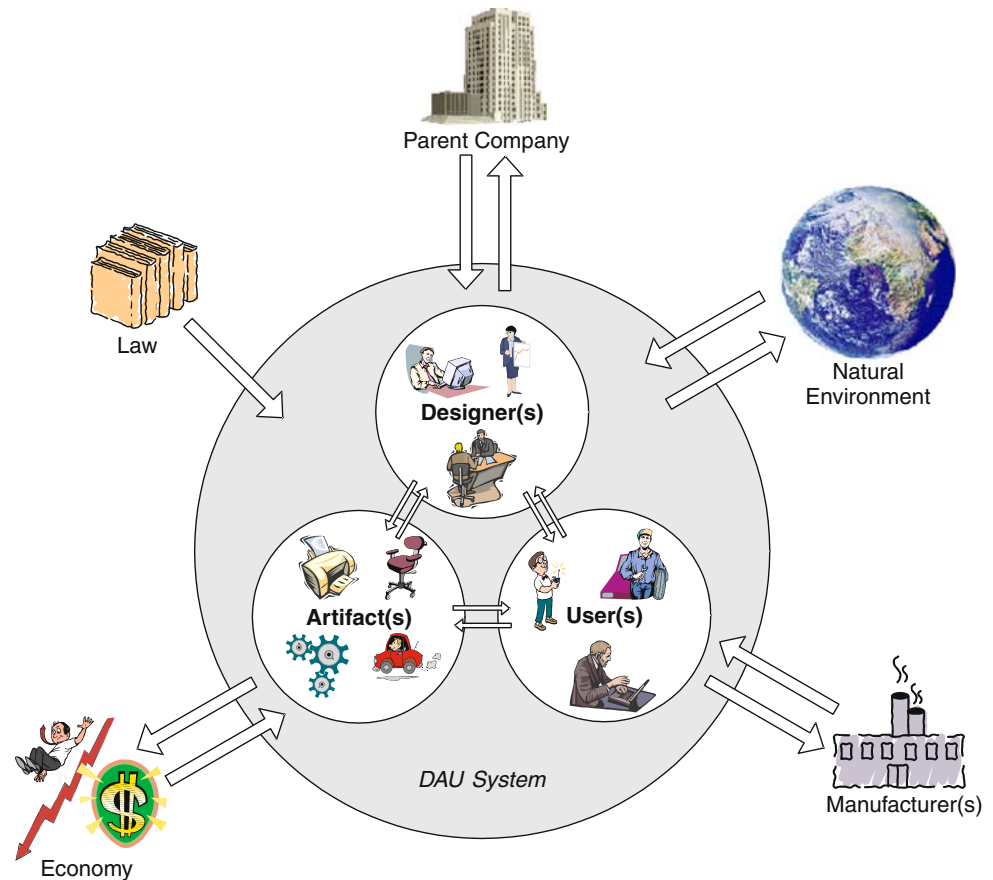 Parent Company
Law
Natural
Environment
Designer(s)
Artifact(s)
User(s)
DAU System
Manufacturer(s)
$
Economy